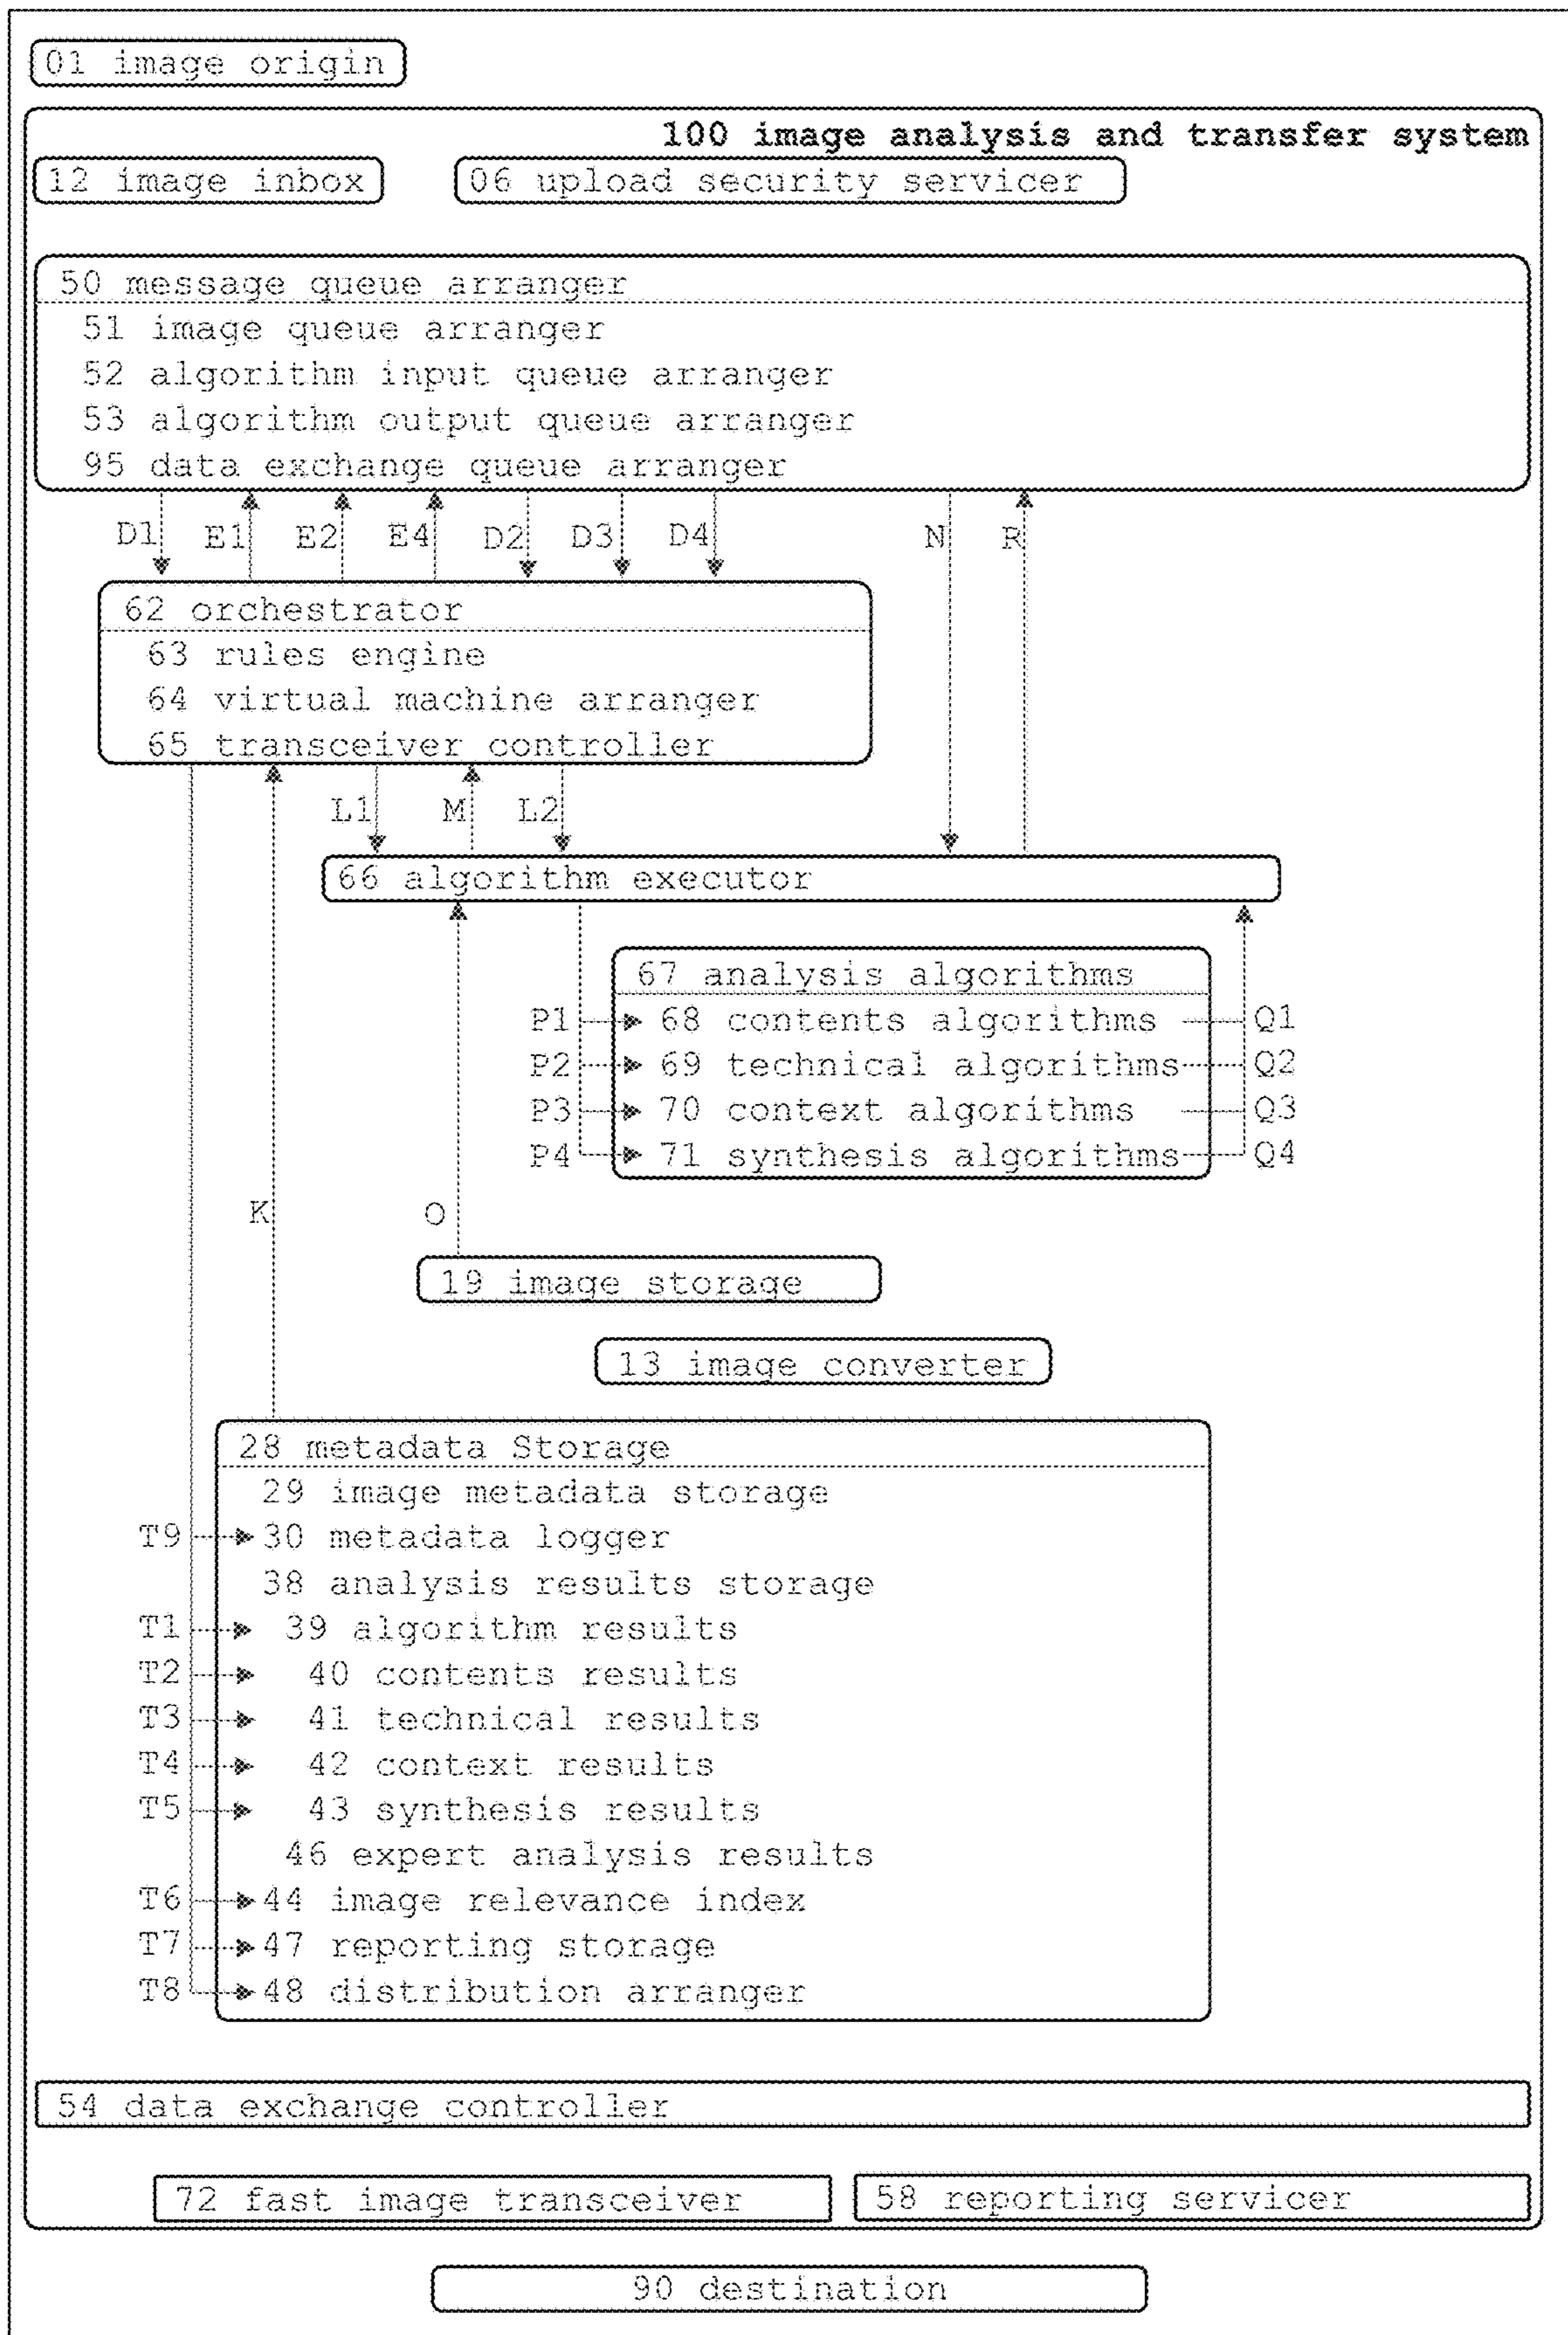 01 image origin
100 image analysis and transfer system
12 image inbox 06 upload security servicer
50 message queue arranger
51 image queue arranger
52 algorithm input queue arranger
53 algorithm output queue arranger
95 data exchange queue arranger
D1 E1 E2 E4 D2 D3 D4 N R
62 orchestrator
63 rules engine
64 virtual machine arranger
65 transceiver controller
L1 M L2
66 algorithm executor
67 analysis algorithms
P1 68 contents algorithms Q1
P2 69 technical algorithms Q2
P3 70 context algorithms Q3
P4 71 synthesis algorithms Q4
K O
19 image storage
13 image converter
28 metadata Storage
29 image metadata storage
T9 30 metadata logger
38 analysis results storage
T1 39 algorithm results
T2 40 contents results
T3 41 technical results
T4 42 context results
T5 43 synthesis results
46 expert analysis results
T6 44 image relevance index
T7 47 reporting storage
T8 48 distribution arranger
54 data exchange controller
72 fast image transceiver 58 reporting servicer
90 destination